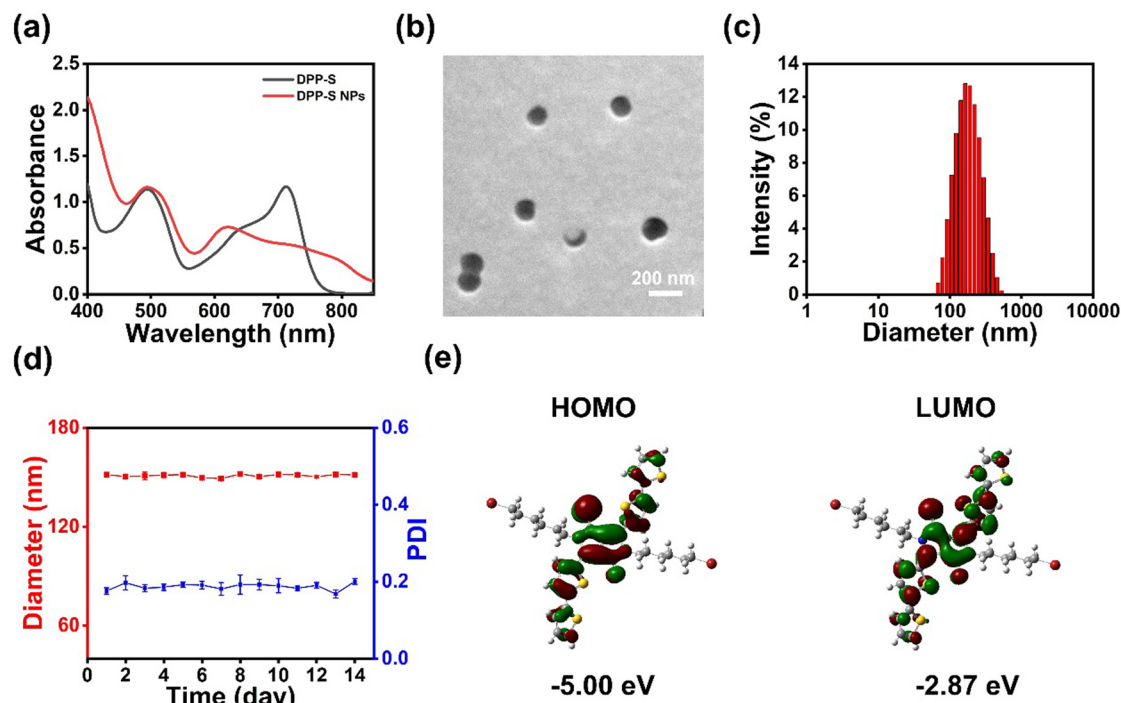 (a)
2.5
2.0
1.5
1.0
0.5
0.0
Absorbance
DPP-S
DPP-S NPs
400 500 600 700 800
Wavelength (nm)
(b)
200 nm
(c)
14
12
10
8
6
4
2
0
Intensity (%)
1 10 100 1000 10000
Diameter (nm)
(d)
180
120
60
Diameter (nm)
0.6
0.4
0.2
0.0
PDI
0 2 4 6 8 10 12 14
Time (day)
(e)
HOMO
LUMO
-5.00 eV
-2.87 eV